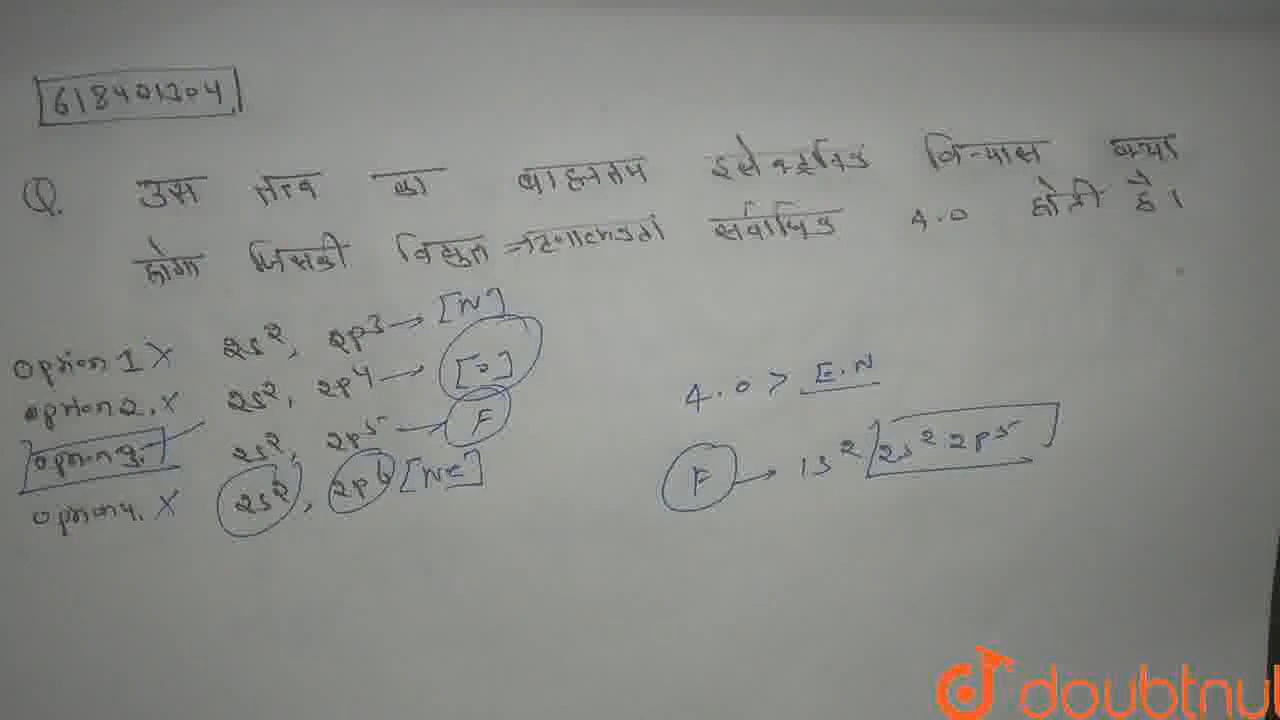 618401204
Q. उस तत्व का बाह्यतम इलेक्ट्रॉनिक विन्यास क्या
होगा जिसकी विद्युत ऋणात्मकता सर्वाधिक 4.0 होती है।
option 1 X 2s², 2p³ → [N]
option 2. X 2s², 2p⁴ → [O]
option 3. 2s², 2p⁵ → F
option 4. X 2s², 2p⁶ [Ne]
4.0 > E.N
F → 1s² 2s² 2p⁵
doubtnut